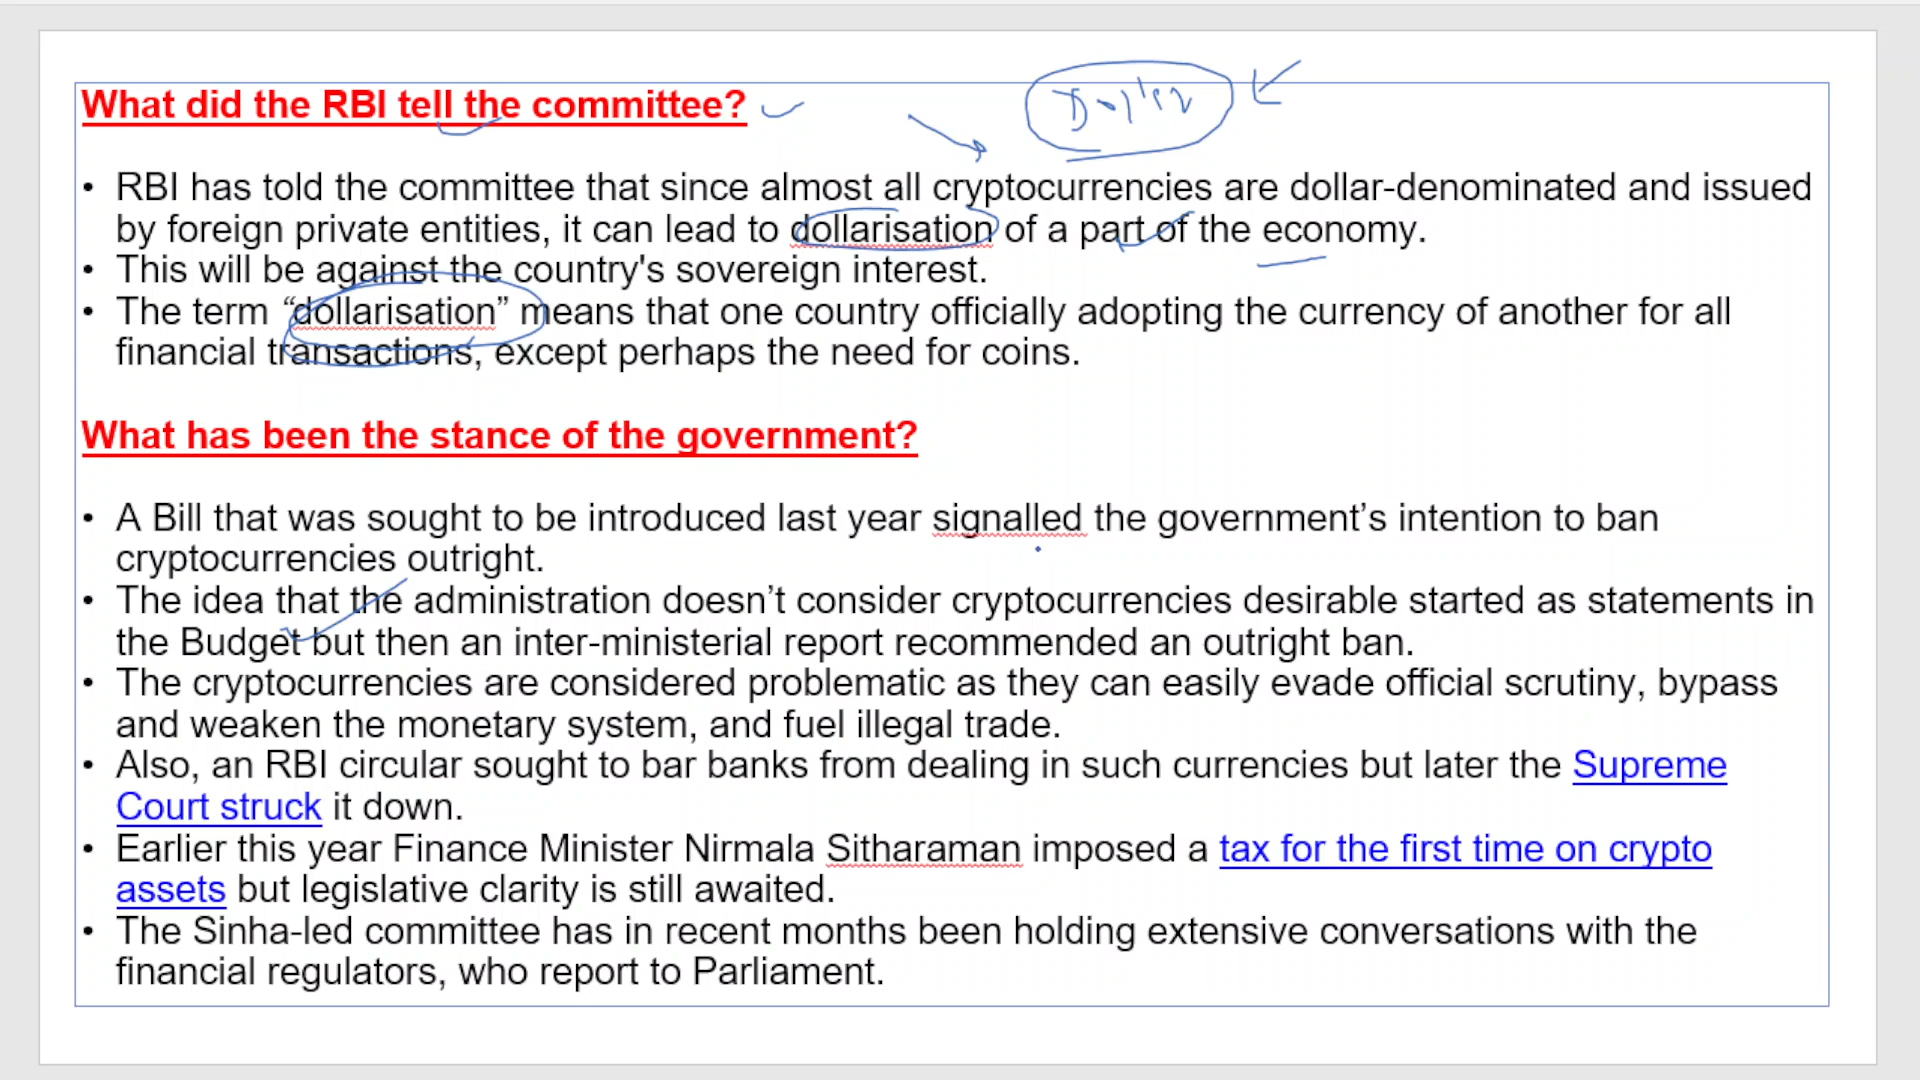 What did the RBI tell the committee?
• RBI has told the committee that since almost all cryptocurrencies are dollar-denominated and issued
by foreign private entities, it can lead to dollarisation of a part of the economy.
• This will be against the country's sovereign interest.
• The term “dollarisation” means that one country officially adopting the currency of another for all
financial transactions, except perhaps the need for coins.
What has been the stance of the government?
• A Bill that was sought to be introduced last year signalled the government’s intention to ban
cryptocurrencies outright.
• The idea that the administration doesn’t consider cryptocurrencies desirable started as statements in
the Budget but then an inter-ministerial report recommended an outright ban.
• The cryptocurrencies are considered problematic as they can easily evade official scrutiny, bypass
and weaken the monetary system, and fuel illegal trade.
• Also, an RBI circular sought to bar banks from dealing in such currencies but later the Supreme
Court struck it down.
• Earlier this year Finance Minister Nirmala Sitharaman imposed a tax for the first time on crypto
assets but legislative clarity is still awaited.
• The Sinha-led committee has in recent months been holding extensive conversations with the
financial regulators, who report to Parliament.